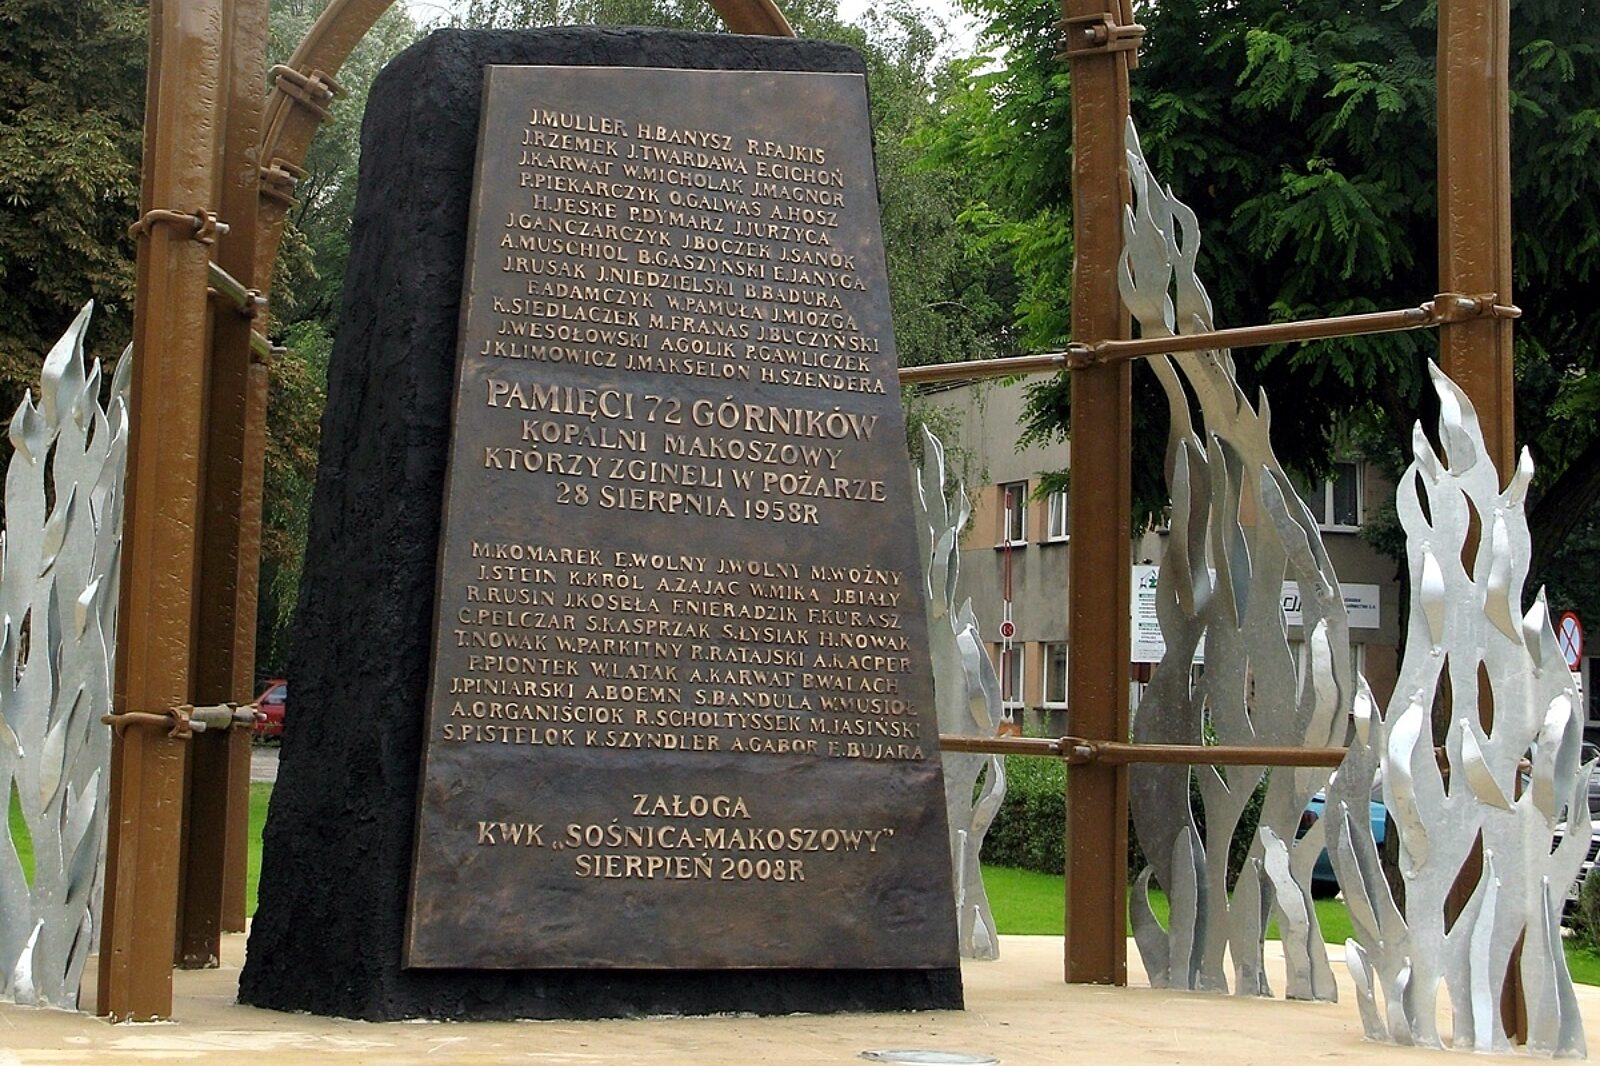 J.MULLER H.BANYSZ R.FAJKIS
J.RZEMEK J.TWARDAWA E.CICHOŃ
J.KARWAT W.MICHOLAK J.MAGNOR
P.PIEKARCZYK O.GALWAS A.HOSZ
H.JESKE P.DYMARZ J.JURZYCA
J.GANCZARCZYK J.BOCZEK J.SANOK
A.MUSCHIOL B.GASZYNSKI E.JANYGA
J.RUSAK J.NIEDZIELSKI B.BADURA
F.ADAMCZYK W.PAMUŁA J.MIOZGA
K.SIEDLACZEK M.FRANAS J.BUCZYŃSKI
J.WESOŁOWSKI A.GOLIK P.GAWLICZEK
J.KLIMOWICZ J.MAKSELON H.SZENDERA
PAMIĘCI 72 GÓRNIKÓW
KOPALNI MAKOSZOWY
KTÓRZY ZGINELI W POŻARZE
28 SIERPNIA 1958R
M.KOMAREK E.WOLNY J.WOLNY M.WOŹNY
J.STEIN K.KRÓL A.ZAJAC W.MIKA J.BIAŁY
R.RUSIN J.KOSEŁA F.NIERADZIK F.KURASZ
C.PELCZAR S.KASPRZAK S.ŁYSIAK H.NOWAK
T.NOWAK W.PARKITNY R.RATAJSKI A.KACPER
P.PIONTEK W.LATAK A.KARWAT P.WALACH
J.PINIARSKI A.BOEMN S.BANDULA W.MUSIOŁ
A.ORGANIŚCIOK R.SCHOLTYSSEK M.JASIŃSKI
S.PISTELOK K.SZYNDLER A.GABOR E.BUJARA
ZAŁOGA
KWK „SOŚNICA-MAKOSZOWY”
SIERPIEŃ 2008R